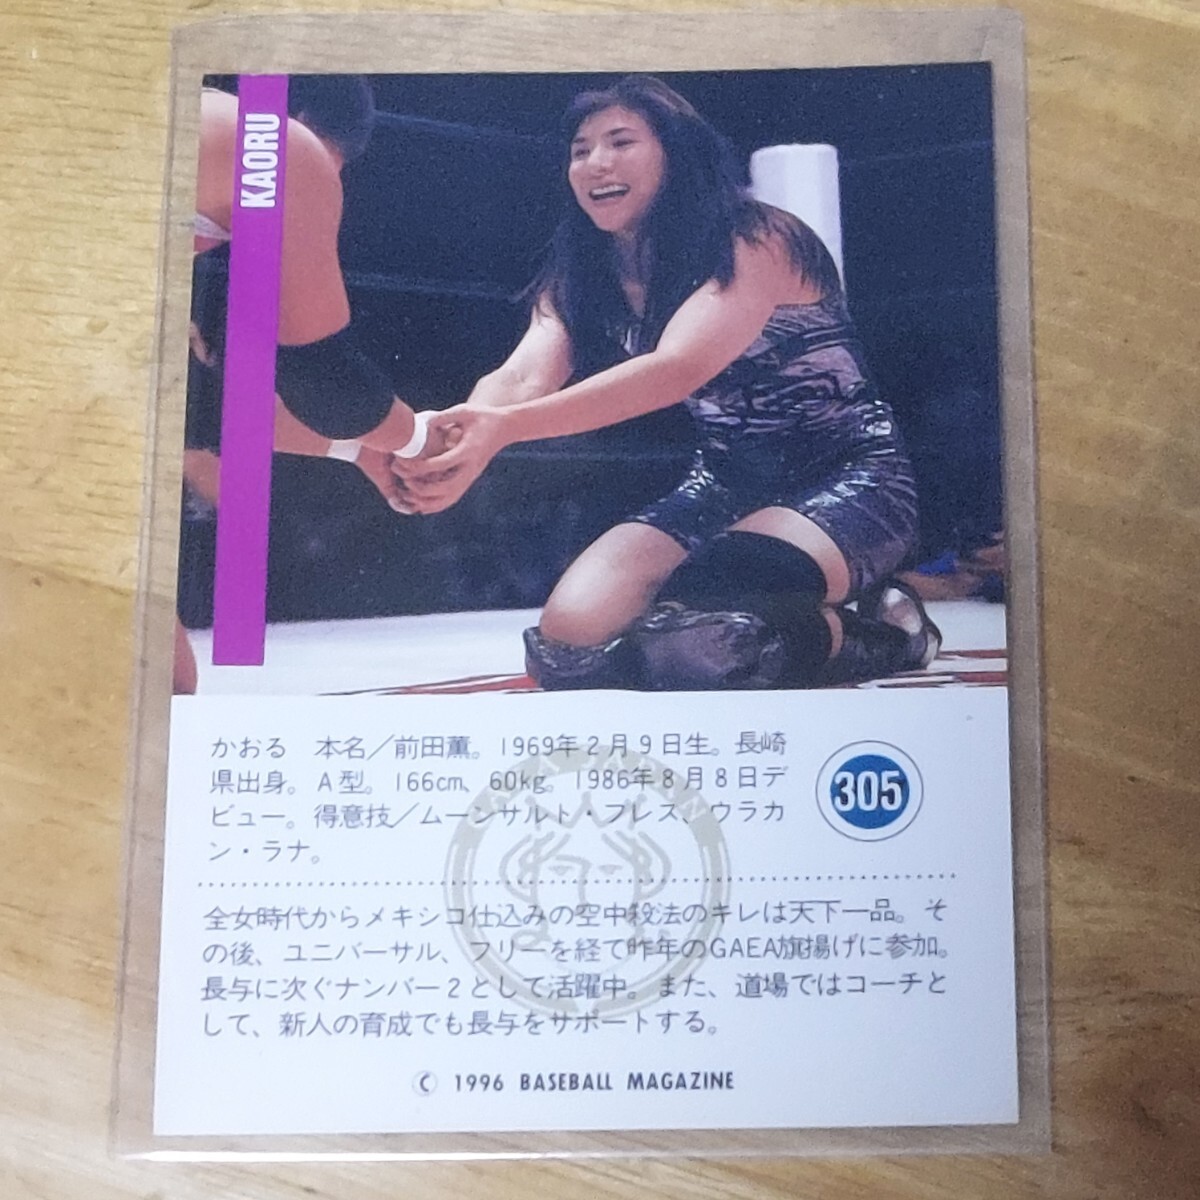 KAORU
かおる　本名／前田薫。1969年2月9日生。長崎
県出身。A型。166cm、60kg。1986年8月8日デ
ビュー。得意技／ムーンサルト・プレス、ウラカ
ン・ラナ。
305
全女時代からメキシコ仕込みの空中殺法のキレは天下一品。そ
の後、ユニバーサル、フリーを経て昨年のGAEA旗揚げに参加。
長与に次ぐナンバー2として活躍中。また、道場ではコーチと
して、新人の育成でも長与をサポートする。
© 1996 BASEBALL MAGAZINE